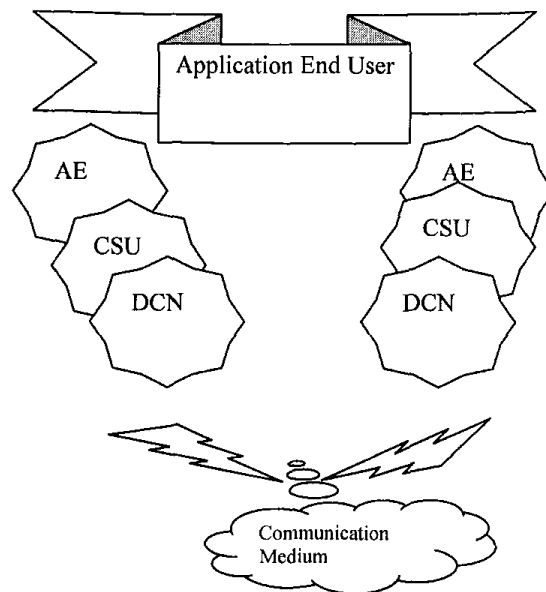 Application End User
AE
CSU
DCN
AE
CSU
DCN
Communication
Medium